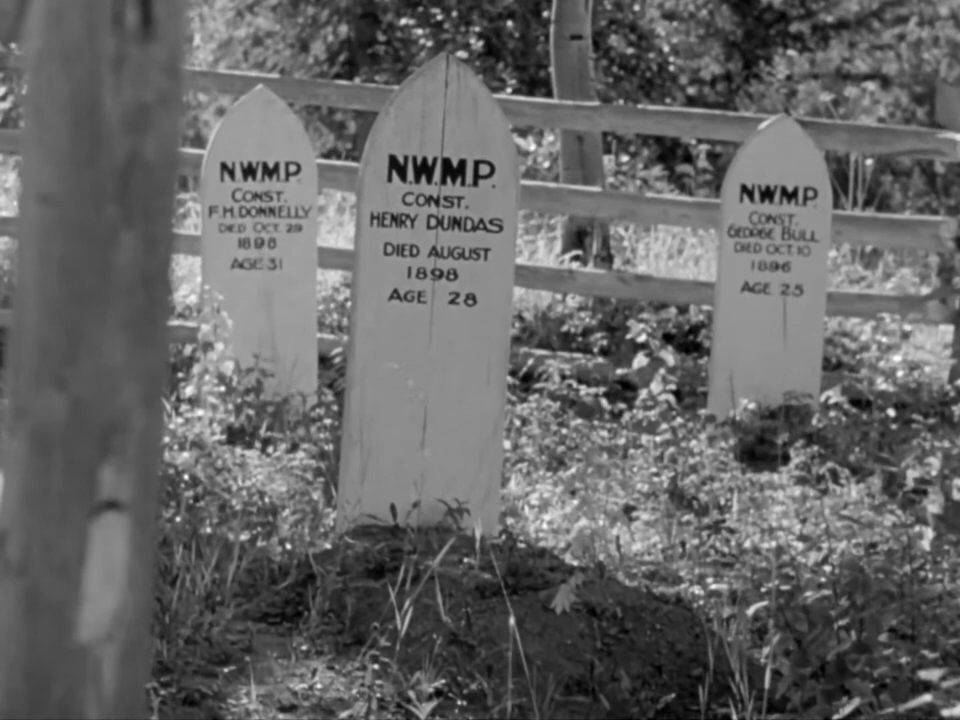 N.W.M.P.
CONST.
F.H. DONNELLY
DIED OCT. 29
1898
AGE 31
N.W.M.P.
CONST.
HENRY DUNDAS
DIED AUGUST
1898
AGE 28
N.W.M.P.
CONST.
GEORGE BULL
DIED OCT. 10
1896
AGE 25